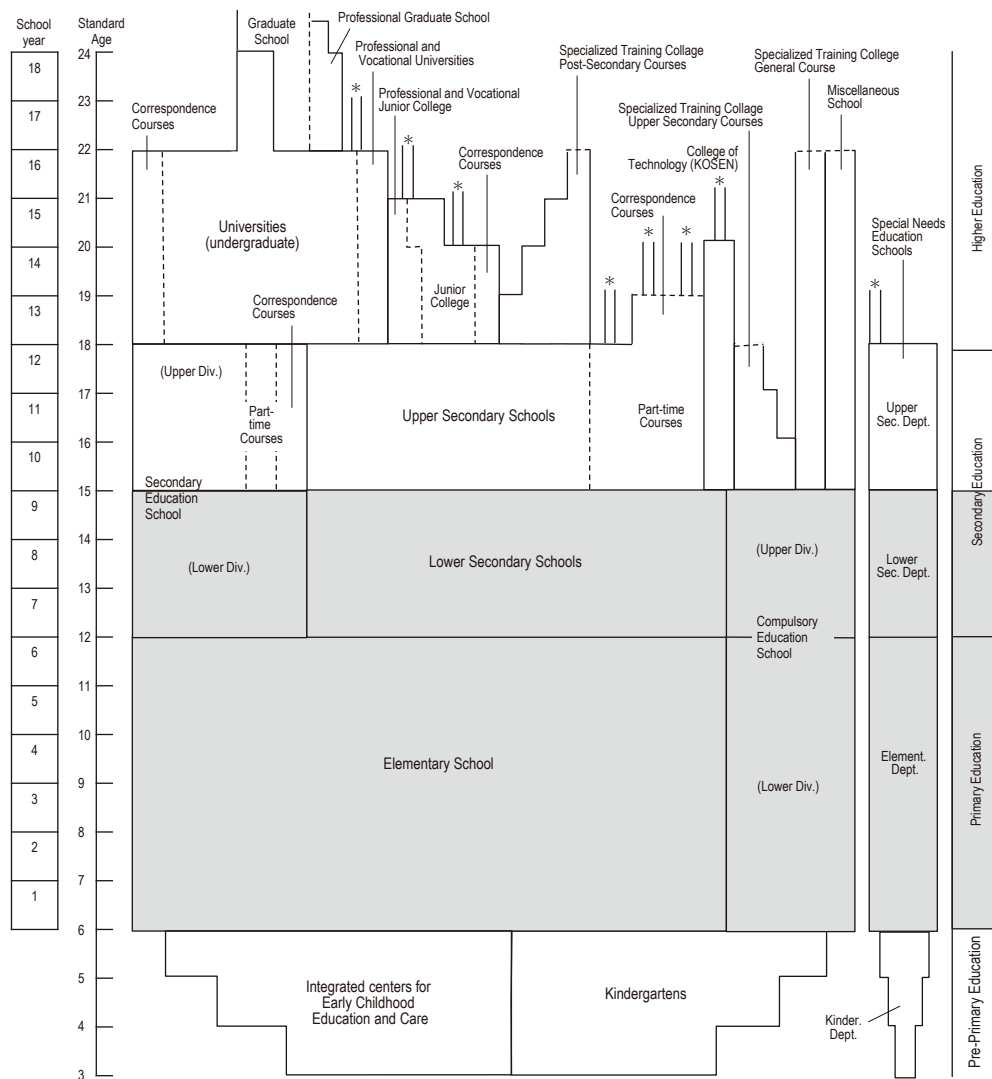 School
year
Standard
Age
Graduate
School
Professional Graduate School
Professional and
Vocational Universities
Professional and Vocational
Junior College
Specialized Training Collage
Post-Secondary Courses
Specialized Training Collage
Upper Secondary Courses
Specialized Training College
General Course
Miscellaneous
School
Correspondence
Courses
Correspondence
Courses
College of
Technology (KOSEN)
Correspondence
Courses
Special Needs
Education
Schools
Universities
(undergraduate)
Junior
College
Correspondence
Courses
*
*
*
*
*
*
*
*
(Upper Div.)
Part-
time
Courses
Upper Secondary Schools
Part-time
Courses
Upper
Sec. Dept.
Secondary
Education
School
(Lower Div.)
Lower Secondary Schools
(Upper Div.)
Lower
Sec. Dept.
Compulsory
Education
School
Elementary School
(Lower Div.)
Element.
Dept.
Integrated centers for
Early Childhood
Education and Care
Kindergartens
Kinder.
Dept.
18
17
16
15
14
13
12
11
10
9
8
7
6
5
4
3
2
1
24
23
22
21
20
19
18
17
16
15
14
13
12
11
10
9
8
7
6
5
4
3
Higher Education
Secondary Education
Primary Education
Pre-Primary Education